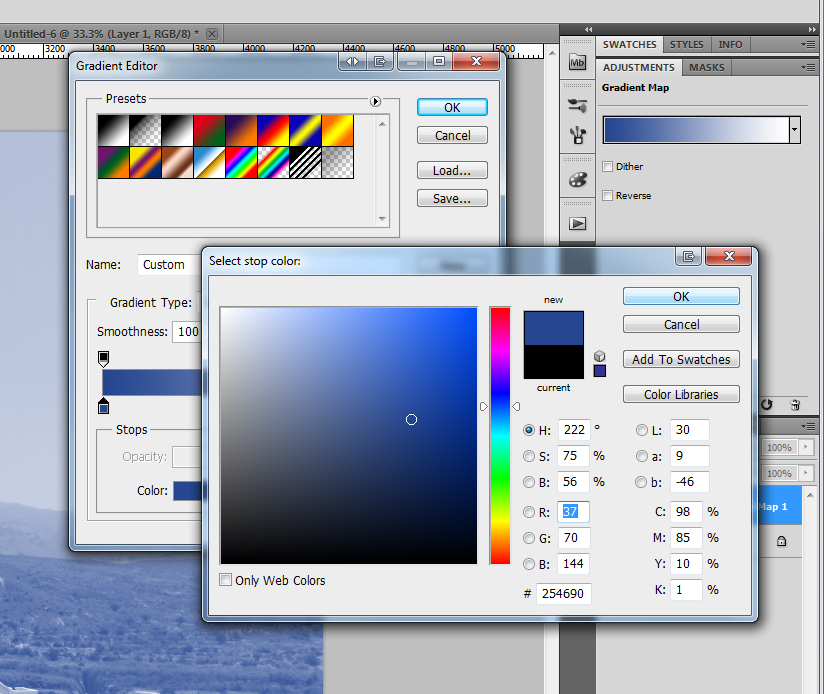 Untitled-6 @ 33.3% (Layer 1, RGB/8) *
000 3200 3400 3600 3800 4000 4200 4400 4600 4800 5000
Gradient Editor
Presets
OK
Cancel
Load...
Save...
Name: Custom
Gradient Type:
Smoothness: 100
Stops
Opacity:
Color:
Select stop color:
new
current
OK
Cancel
Add To Swatches
Color Libraries
H: 222 °
S: 75 %
B: 56 %
R: 37
G: 70
B: 144
# 254690
L: 30
a: 9
b: -46
C: 98 %
M: 85 %
Y: 10 %
K: 1 %
Only Web Colors
Mb
SWATCHES STYLES INFO
ADJUSTMENTS MASKS
Gradient Map
Dither
Reverse
100%
100%
Map 1